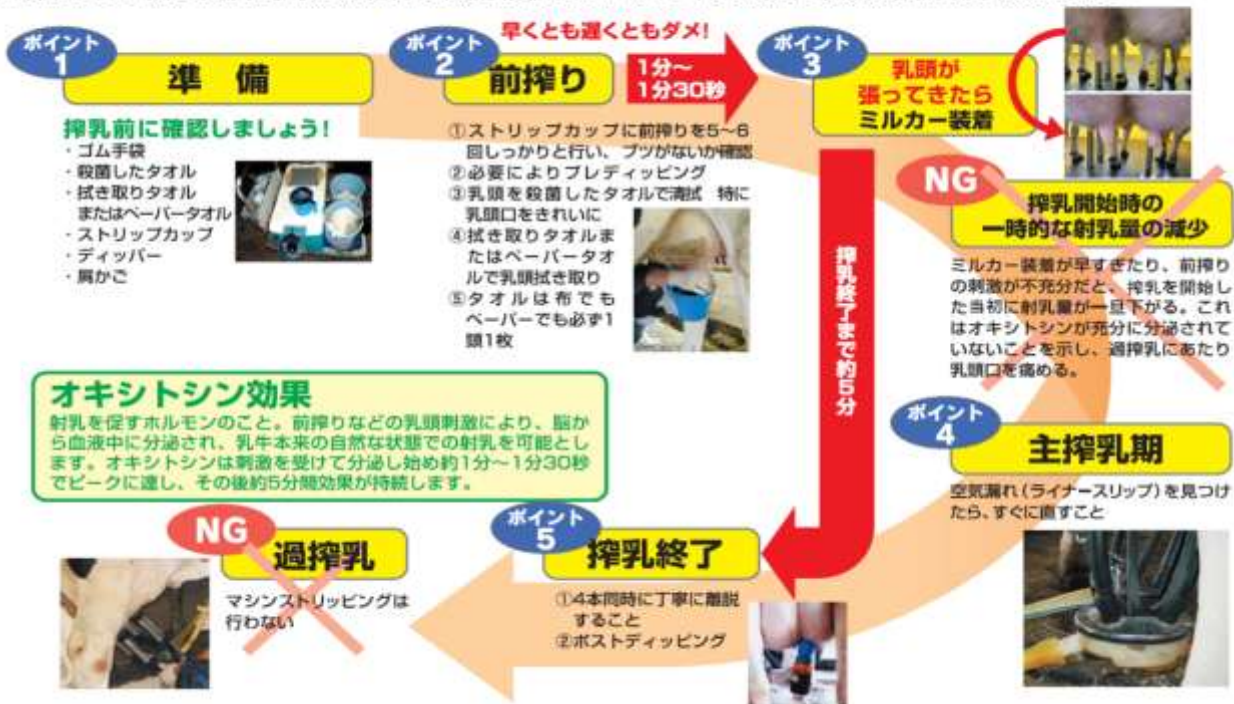 ポイント
1
準 備
搾乳前に確認しましょう!
・ゴム手袋
・殺菌したタオル
・拭き取りタオル
またはペーパータオル
・ストリップカップ
・ディッパー
・肩かご
ポイント
2
早くとも遅くともダメ!
前搾り
1分～
1分30秒
①ストリップカップに前搾りを5～6
回しっかりと行い、ブツがないか確認
②必要によりプレディッピング
③乳頭を殺菌したタオルで清拭 特に
乳頭口をきれいに
④拭き取りタオルま
たはペーパータオ
ルで乳頭拭き取り
⑤タオルは布でも
ペーパーでも必ず1
頭1枚
ポイント
3
乳頭が
張ってきたら
ミルカー装着
NG
搾乳開始時の
一時的な射乳量の減少
ミルカー装着が早すぎたり、前搾り
の刺激が不充分だと、搾乳を開始し
た当初に射乳量が一旦下がる。これ
はオキシトシンが充分に分泌されて
いないことを示し、過搾乳にあたり
乳頭口を痛める。
搾乳終了まで約5分
オキシトシン効果
射乳を促すホルモンのこと。前搾りなどの乳頭刺激により、脳か
ら血液中に分泌され、乳牛本来の自然な状態での射乳を可能とし
ます。オキシトシンは刺激を受けて分泌し始め約1分～1分30秒
でピークに達し、その後約5分間効果が持続します。
ポイント
4
主搾乳期
空気漏れ(ライナースリップ)を見つけ
たら、すぐに直すこと
ポイント
5
搾乳終了
①4本同時に丁寧に離脱
すること
②ポストディッピング
NG
過搾乳
マシンストリッピングは
行わない